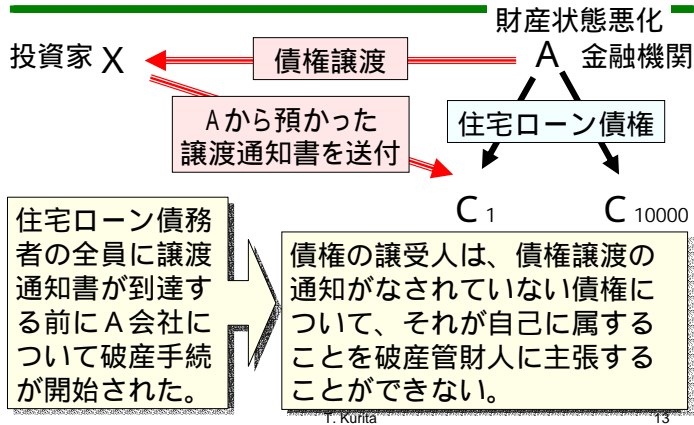 財産状態悪化
投資家 X
債権譲渡
A 金融機関
Aから預かった
譲渡通知書を送付
住宅ローン債権
C 1
C 10000
住宅ローン債務
者の全員に譲渡
通知書が到達す
る前にA会社に
ついて破産手続
が開始された。
債権の譲受人は、債権譲渡の
通知がなされていない債権に
ついて、それが自己に属する
ことを破産管財人に主張する
ことができない。
T. Kurita
13